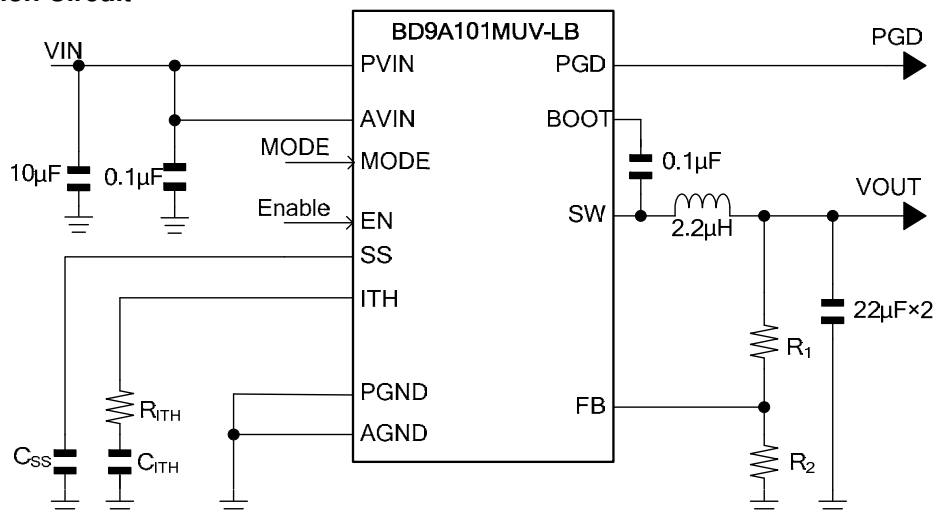 BD9A101MUV-LB
VIN
PVIN
PGD
PGD
AVIN
BOOT
MODE
MODE
10µF
0.1µF
0.1µF
Enable
EN
SW
VOUT
2.2µH
SS
ITH
22µF×2
R1
PGND
FB
RITH
AGND
CSS
CITH
R2